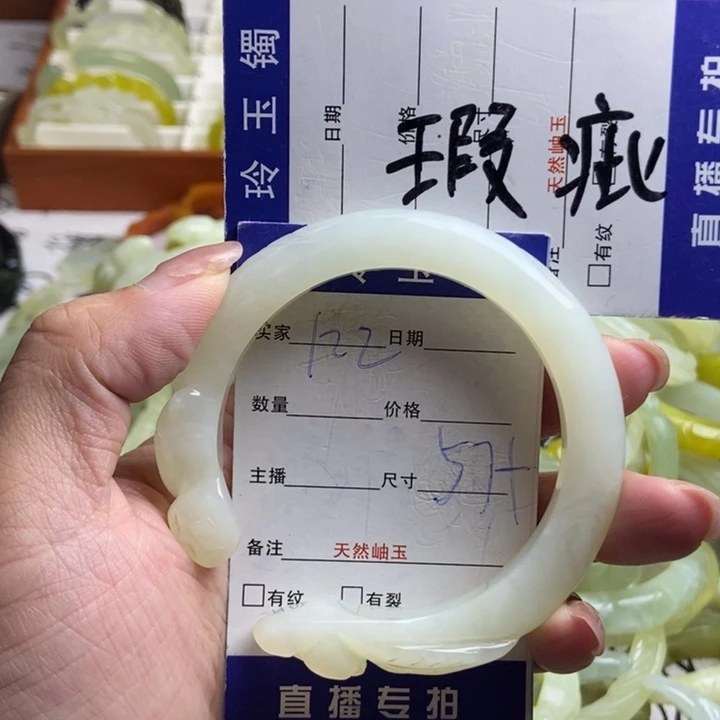 玲玉镯
日期
价格
尺寸
天然岫玉
有纹
直播专拍
瑕疵
买家 122 日期
数量 价格
主播 尺寸 57+
备注 天然岫玉
□有纹 □有裂
直播专拍